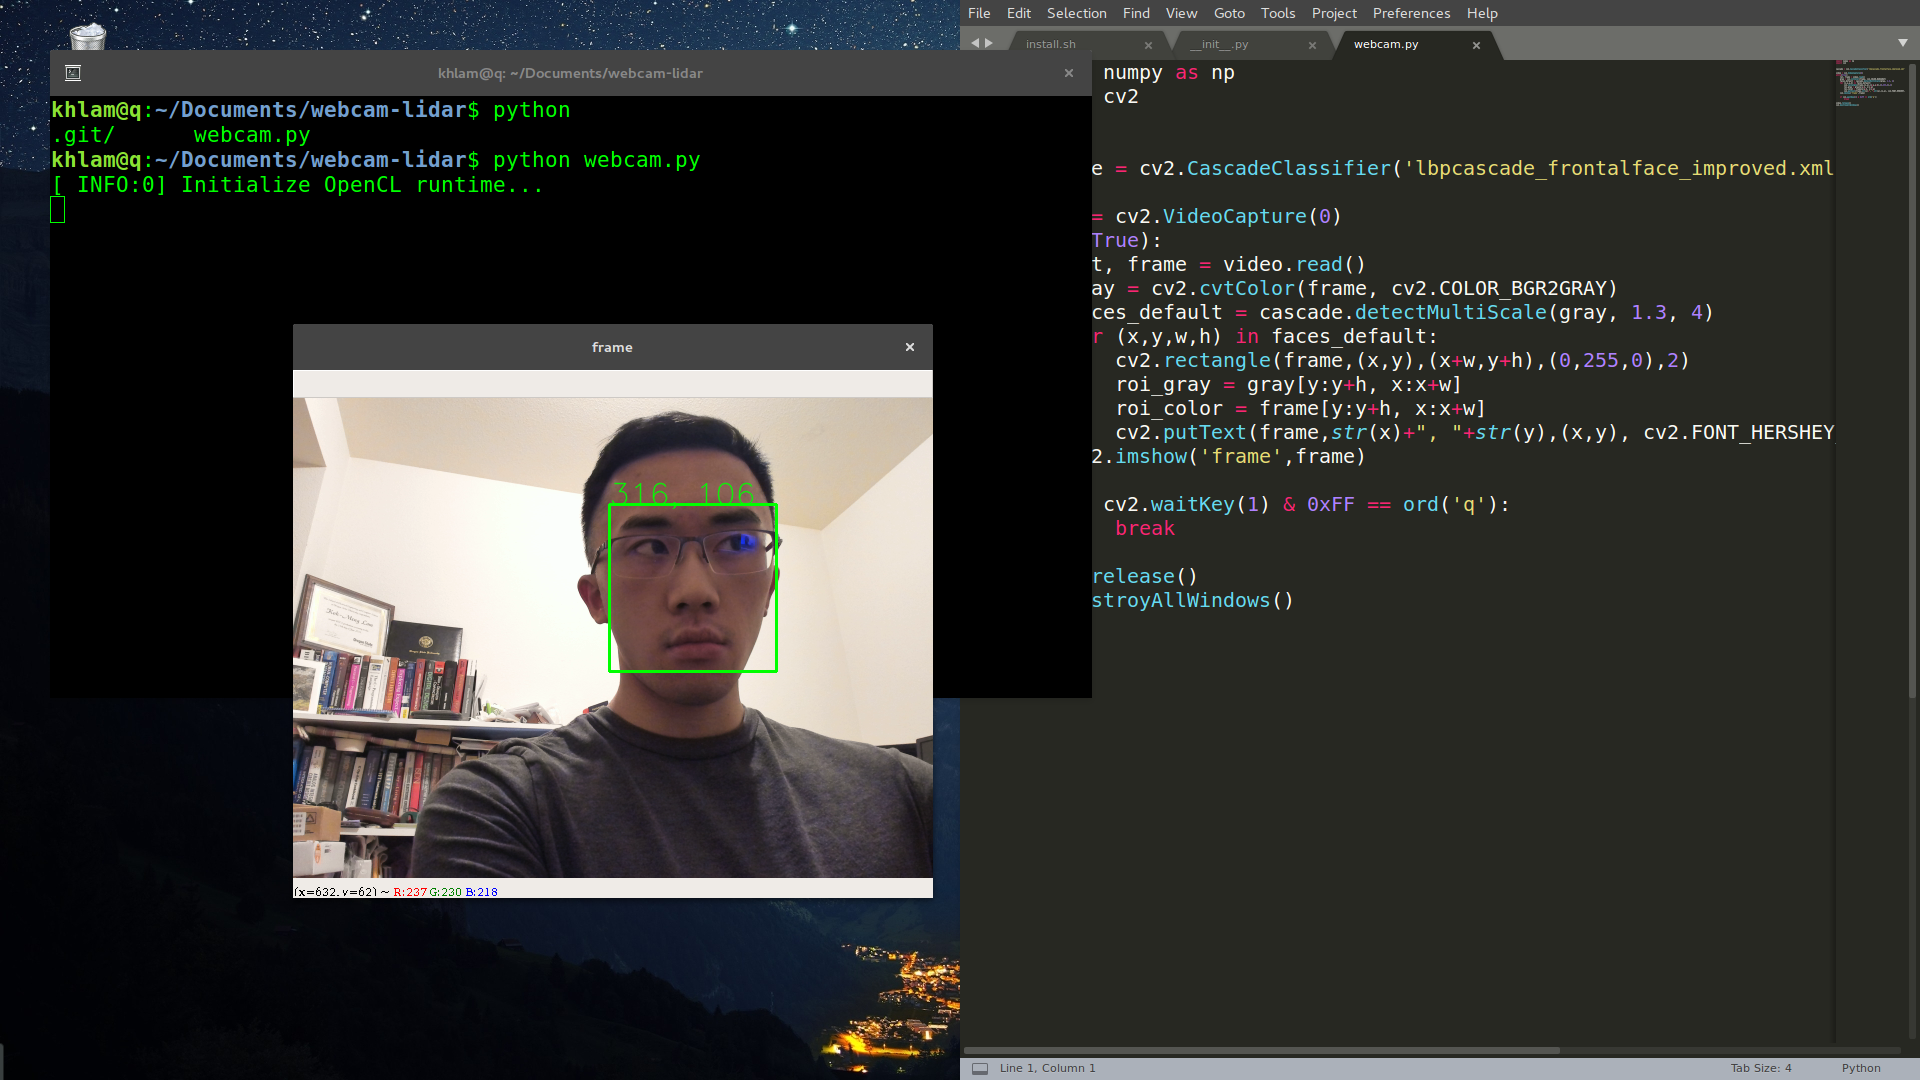 khlam@q: ~/Documents/webcam-lidar
khlam@q:~/Documents/webcam-lidar$ python
.git/ webcam.py
khlam@q:~/Documents/webcam-lidar$ python webcam.py
[ INFO:0] Initialize OpenCL runtime...
frame
316, 106
(x=632, y=62) ~ R:237 G:230 B:218
File Edit Selection Find View Goto Tools Project Preferences Help
install.sh __init__.py webcam.py
numpy as np
cv2
e = cv2.CascadeClassifier('lbpcascade_frontalface_improved.xml
= cv2.VideoCapture(0)
True):
t, frame = video.read()
ay = cv2.cvtColor(frame, cv2.COLOR_BGR2GRAY)
ces_default = cascade.detectMultiScale(gray, 1.3, 4)
r (x,y,w,h) in faces_default:
cv2.rectangle(frame,(x,y),(x+w,y+h),(0,255,0),2)
roi_gray = gray[y:y+h, x:x+w]
roi_color = frame[y:y+h, x:x+w]
cv2.putText(frame,str(x)+", "+str(y),(x,y), cv2.FONT_HERSHEY
2.imshow('frame',frame)
cv2.waitKey(1) & 0xFF == ord('q'):
break
release()
stroyAllWindows()
Line 1, Column 1
Tab Size: 4
Python